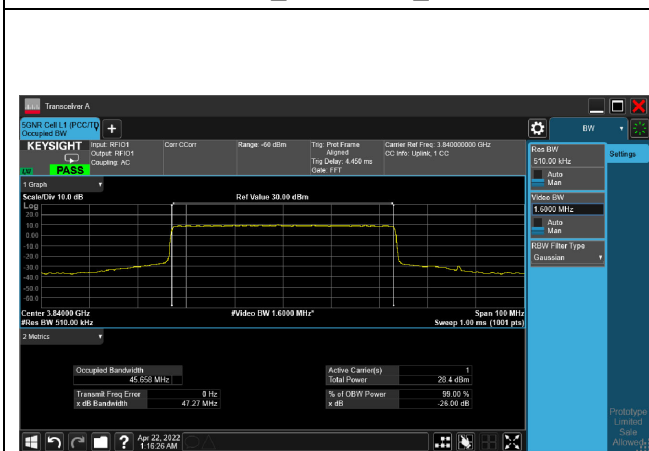 Transceiver A
5GNR Cell L1 (PCC/TD
Occupied BW
KEYSIGHT
Input: RFIO1
Output: RFIO1
Coupling: AC
Corr CCorr
Range: -66 dBm
Trig: Pret Frame
Aligned
Trig Delay: 4.450 ms
Gate: FFT
Carrier Ref Freq: 3.840000000 GHz
CC Info: Uplink, 1 CC
PASS
1 Graph
Scale/Div 10.0 dB
Ref Value 30.00 dBm
Log
20.0
10.0
0.00
-10.0
-20.0
-30.0
-40.0
-50.0
-60.0
Center 3.84000 GHz
#Video BW 1.6000 MHz*
Span 100 MHz
#Res BW 510.00 kHz
Sweep 1.00 ms (1001 pts)
2 Metrics
Occupied Bandwidth
45.658 MHz
Transmit Freq Error 0 Hz
x dB Bandwidth 47.27 MHz
Active Carrier(s) 1
Total Power 28.4 dBm
% of OBW Power 99.00 %
x dB -26.00 dB
BW
Res BW
510.00 kHz
Auto
Man
Video BW
1.6000 MHz
Auto
Man
RBW Filter Type
Gaussian
Settings
Prototype
Limited
Sale
Allowed
Apr 22, 2022
1:16:26 AM